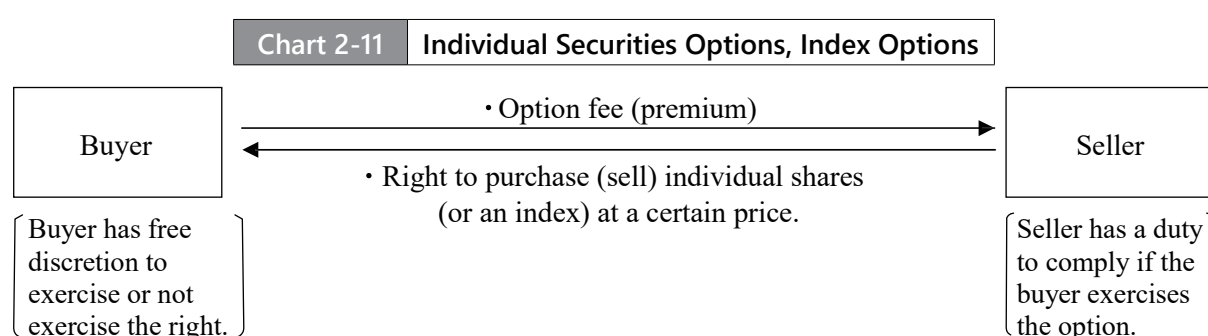 Chart 2-11 Individual Securities Options, Index Options
Buyer
・Option fee (premium)
・Right to purchase (sell) individual shares
(or an index) at a certain price.
Seller
Buyer has free
discretion to
exercise or not
exercise the right.
Seller has a duty
to comply if the
buyer exercises
the option.